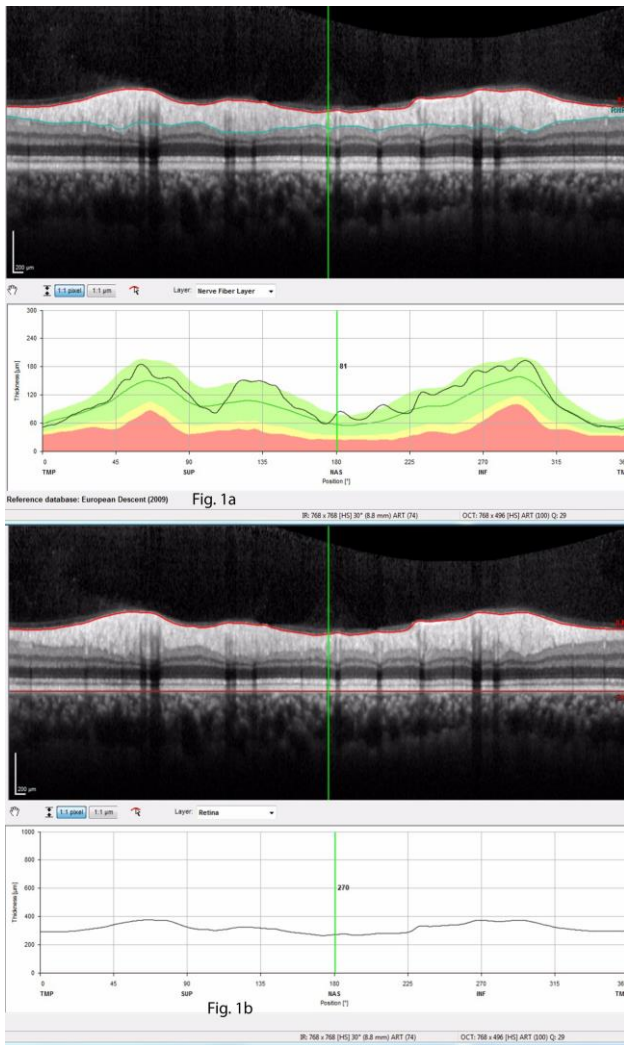 200 µm
1:1 pixel 1:1 µm Layer: Nerve Fiber Layer
300
240
180
120
60
0
Thickness [µm]
81
0 45 90 135 180 225 270 315 36
TMP SUP NAS INF TM
Position [°]
Reference database: European Descent (2009) Fig. 1a
IR: 768 x 768 [HS] 30° (8.8 mm) ART (74) OCT: 768 x 496 [HS] ART (100) Q: 29
200 µm
1:1 pixel 1:1 µm Layer: Retina
1000
800
600
400
200
0
Thickness [µm]
270
0 45 90 135 180 225 270 315 36
TMP SUP NAS INF TM
Position [°]
Fig. 1b
IR: 768 x 768 [HS] 30° (8.8 mm) ART (74) OCT: 768 x 496 [HS] ART (100) Q: 29